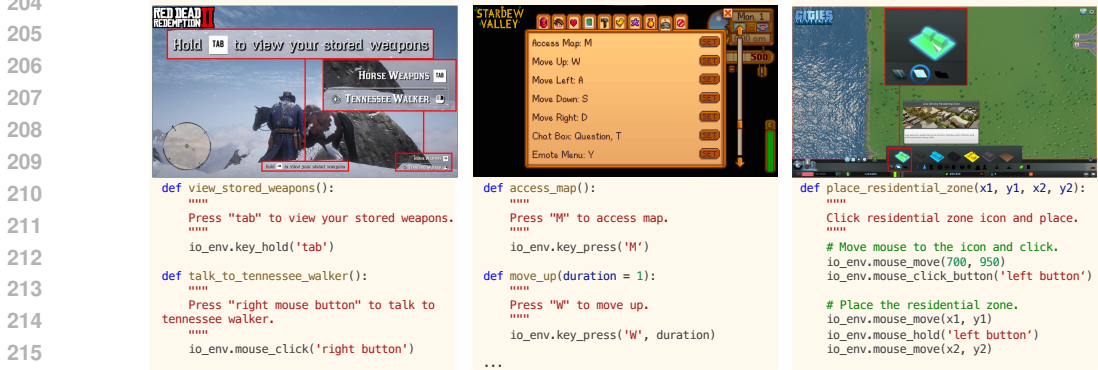 204
205
206
207
208
209
210
211
212
213
214
215
RED DEAD
REDEMPTION
II
Hold TAB to view your stored weapons
HORSE WEAPONS TAB
TENNESSEE WALKER
Hold TAB to view your stored weapons
def view_stored_weapons():
"""
Press "tab" to view your stored weapons.
"""
io_env.key_hold('tab')
def talk_to_tennessee_walker():
"""
Press "right mouse button" to talk to
tennessee walker.
"""
io_env.mouse_click('right button')
STARDEW
VALLEY
Mon. 1
500
Access Map: M SET
Move Up: W SET
Move Left: A SET
Move Down: S SET
Move Right: D SET
Chat Box: Question, T SET
Emote Menu: Y SET
def access_map():
"""
Press "M" to access map.
"""
io_env.key_press('M‘)
def move_up(duration = 1):
"""
Press "W" to move up.
"""
io_env.key_press('W', duration)
...
CITIES
def place_residential_zone(x1, y1, x2, y2):
"""
Click residential zone icon and place.
"""
# Move mouse to the icon and click.
io_env.mouse_move(700, 950)
io_env.mouse_click_button('left button‘)
# Place the residential zone.
io_env.mouse_move(x1, y1)
io_env.mouse_hold('left button‘)
io_env.mouse_move(x2, y2)